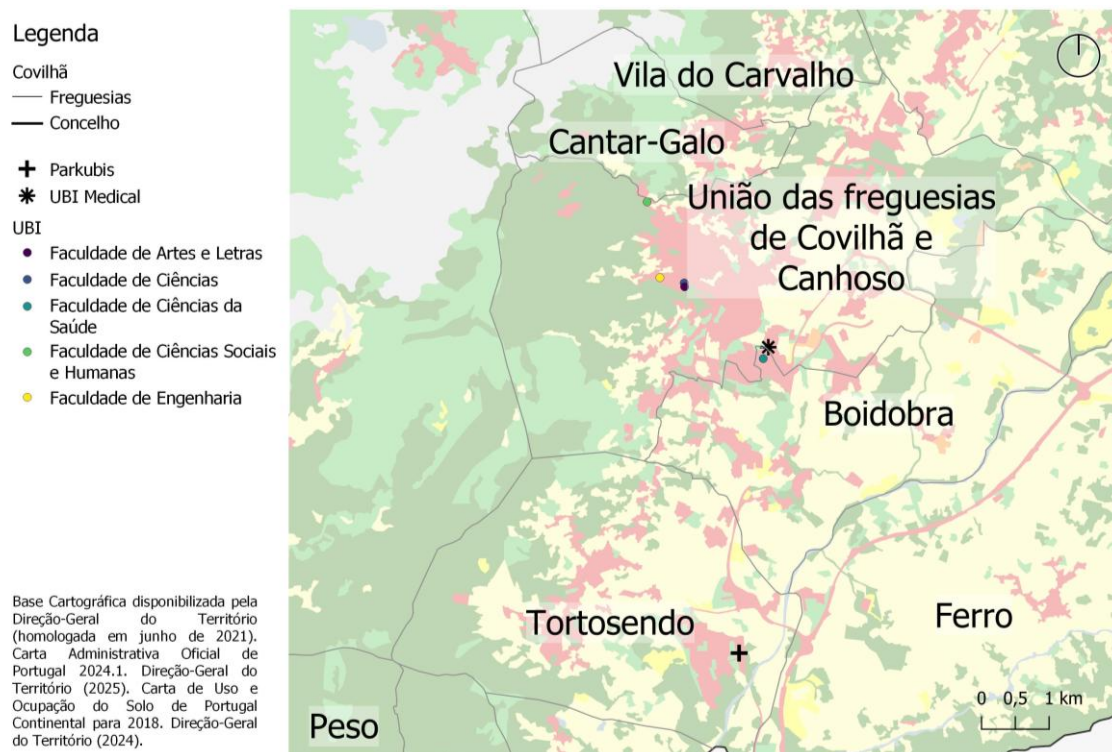 Legenda
Covilhã
Freguesias
Concelho
Parkubis
UBI Medical
UBI
Faculdade de Artes e Letras
Faculdade de Ciências
Faculdade de Ciências da
Saúde
Faculdade de Ciências Sociais
e Humanas
Faculdade de Engenharia
Base Cartográfica disponibilizada pela
Direção-Geral do Território
(homologada em junho de 2021).
Carta Administrativa Oficial de
Portugal 2024.1. Direção-Geral do
Território (2025). Carta de Uso e
Ocupação do Solo de Portugal
Continental para 2018. Direção-Geral
do Território (2024).
Vila do Carvalho
Cantar-Galo
União das freguesias
de Covilhã e
Canhoso
Boidobra
Tortosendo
Ferro
Peso
0 0,5 1 km